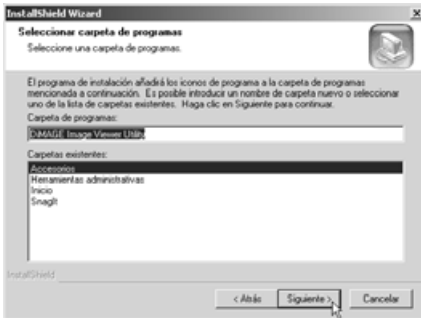 InstallShield Wizard
Seleccionar carpeta de programas
Seleccione una carpeta de programas.
El programa de instalación añadirá los iconos de programa a la carpeta de programas
mencionada a continuación. Es posible introducir un nombre de carpeta nuevo o seleccionar
uno de la lista de carpetas existentes. Haga clic en Siguiente para continuar.
Carpeta de programas:
DiMAGE Image Viewer Utility
Carpetas existentes:
Accesorios
Herramientas administrativas
Inicio
SnagIt
InstallShield
< Atrás Siguiente > Cancelar